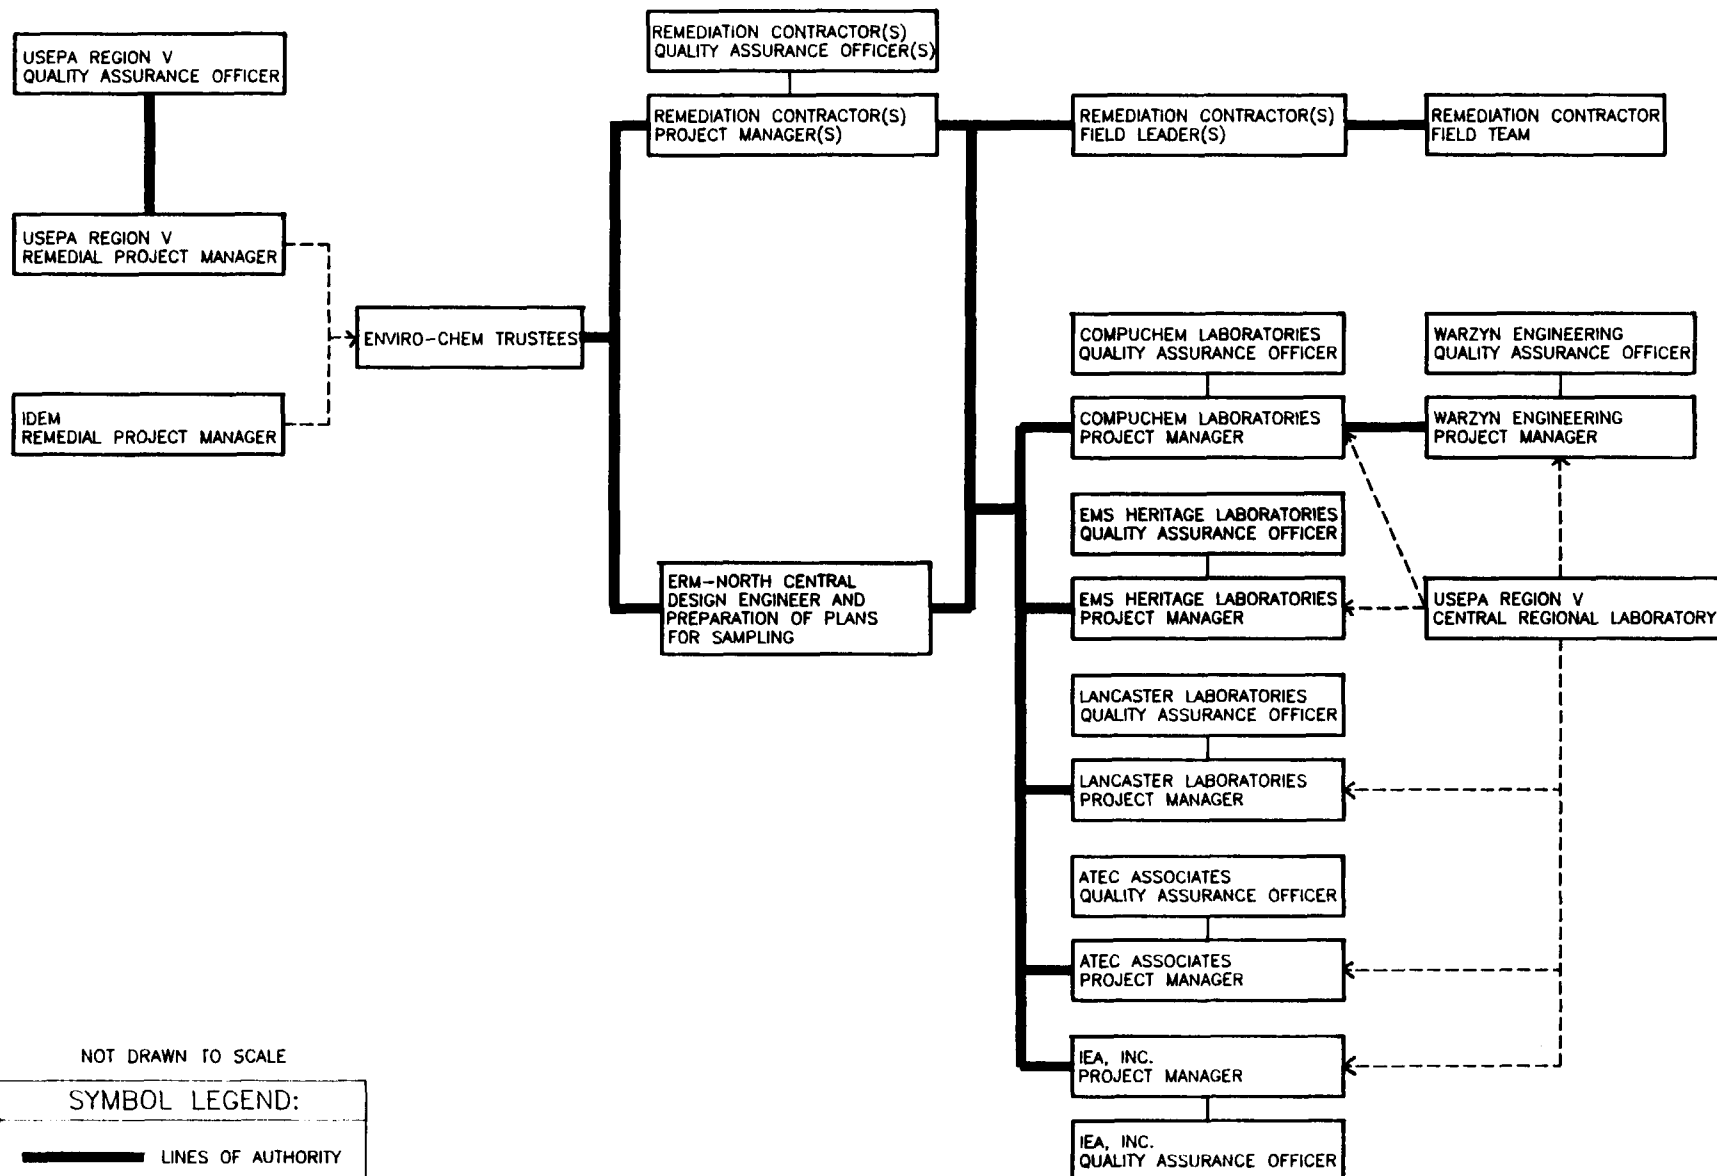 USEPA REGION V
QUALITY ASSURANCE OFFICER
REMEDIATION CONTRACTOR(S)
QUALITY ASSURANCE OFFICER(S)
REMEDIATION CONTRACTOR(S)
PROJECT MANAGER(S)
REMEDIATION CONTRACTOR(S)
FIELD LEADER(S)
REMEDIATION CONTRACTOR
FIELD TEAM
USEPA REGION V
REMEDIAL PROJECT MANAGER
ENVIRO-CHEM TRUSTEES
IDEM
REMEDIAL PROJECT MANAGER
COMPUCHEM LABORATORIES
QUALITY ASSURANCE OFFICER
WARZYN ENGINEERING
QUALITY ASSURANCE OFFICER
COMPUCHEM LABORATORIES
PROJECT MANAGER
WARZYN ENGINEERING
PROJECT MANAGER
EMS HERITAGE LABORATORIES
QUALITY ASSURANCE OFFICER
ERM-NORTH CENTRAL
DESIGN ENGINEER AND
PREPARATION OF PLANS
FOR SAMPLING
EMS HERITAGE LABORATORIES
PROJECT MANAGER
USEPA REGION V
CENTRAL REGIONAL LABORATORY
LANCASTER LABORATORIES
QUALITY ASSURANCE OFFICER
LANCASTER LABORATORIES
PROJECT MANAGER
ATEC ASSOCIATES
QUALITY ASSURANCE OFFICER
ATEC ASSOCIATES
PROJECT MANAGER
IEA, INC.
PROJECT MANAGER
IEA, INC.
QUALITY ASSURANCE OFFICER
NOT DRAWN TO SCALE
SYMBOL LEGEND:
LINES OF AUTHORITY